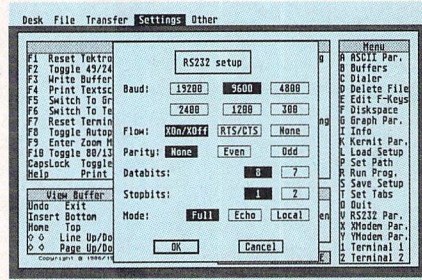 Desk File Transfer Settings Other
F1 Reset Tektro
F2 Toggle 49/24
F3 Write Buffer
F4 Print Textsc
F5 Switch To Gr
F6 Switch To Te
F7 Reset Termin
F8 Toggle Autop
F9 Enter Zoom M
F10 Toggle 80/13
CapsLock Toggle
Help Print
View Buffer
Undo Exit
Insert Bottom
Home Top
Line Up/Do
Page Up/Do
Copyright © 1986/19
RS232 setup
Baud: 19200 9600 4800
2400 1200 300
Flow: XOn/XOff RTS/CTS None
Parity: None Even Odd
Databits: 8 7
Stopbits: 1 2
Mode: Full Echo Local
OK Cancel
g
ng
en
E
Menu
A ASCII Par.
B Buffers
C Dialer
D Delete File
E Edit F-Keys
F Diskspace
G Graph Par.
I Info
K Kermit Par.
L Load Setup
P Set Path
R Run Prog.
S Save Setup
T Set Tabs
Q Quit
V RS232 Par.
X XModem Par.
Y YModem Par.
1 Terminal 1
2 Terminal 2